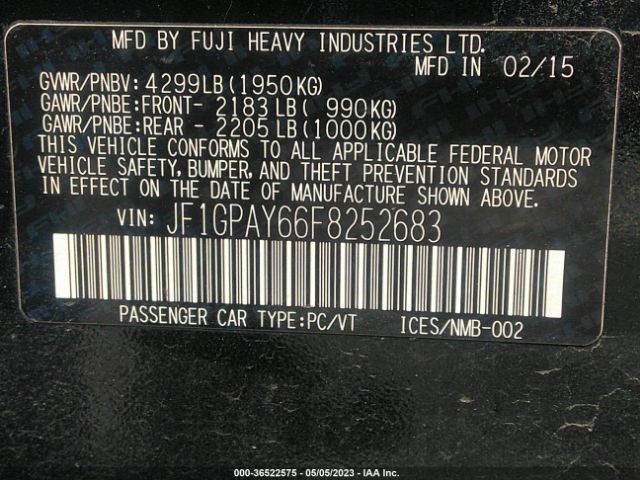 MFD BY FUJI HEAVY INDUSTRIES LTD.
MFD IN 02/15
GVWR/PNBV: 4299LB (1950KG)
GAWR/PNBE:FRONT- 2183 LB ( 990KG)
GAWR/PNBE:REAR - 2205 LB (1000KG)
THIS VEHICLE CONFORMS TO ALL APPLICABLE FEDERAL MOTOR
VEHICLE SAFETY, BUMPER, AND THEFT PREVENTION STANDARDS
IN EFFECT ON THE DATE OF MANUFACTURE SHOWN ABOVE.
VIN: JF1GPAY66F8252683
PASSENGER CAR TYPE:PC/VT ICES/NMB-002
000-36522575 - 05/05/2023 - IAA Inc.